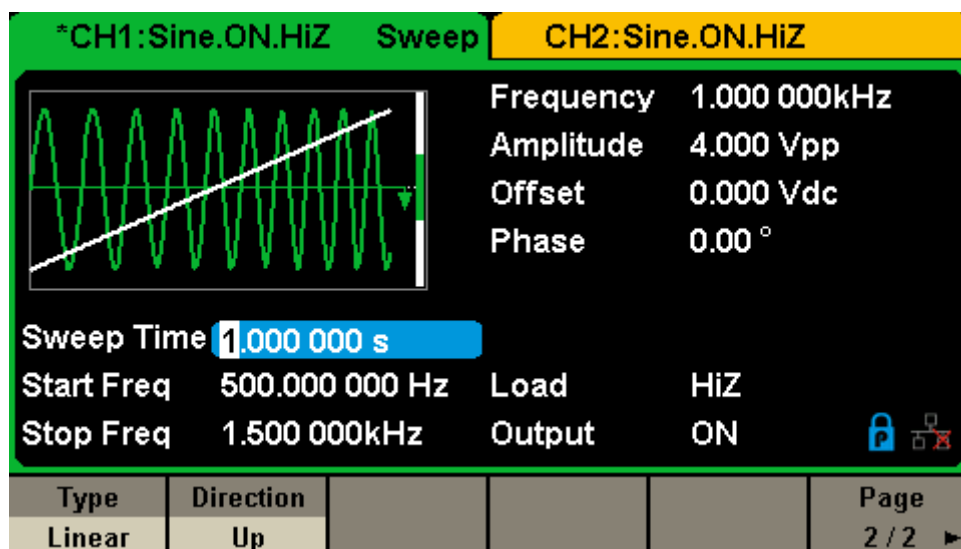 *CH1:Sine.ON.HiZ Sweep CH2:Sine.ON.HiZ
Frequency 1.000 000kHz
Amplitude 4.000 Vpp
Offset 0.000 Vdc
Phase 0.00 °
Sweep Time 1.000 000 s
Start Freq 500.000 000 Hz Load HiZ
Stop Freq 1.500 000kHz Output ON
Type Direction Page
Linear Up 2 / 2